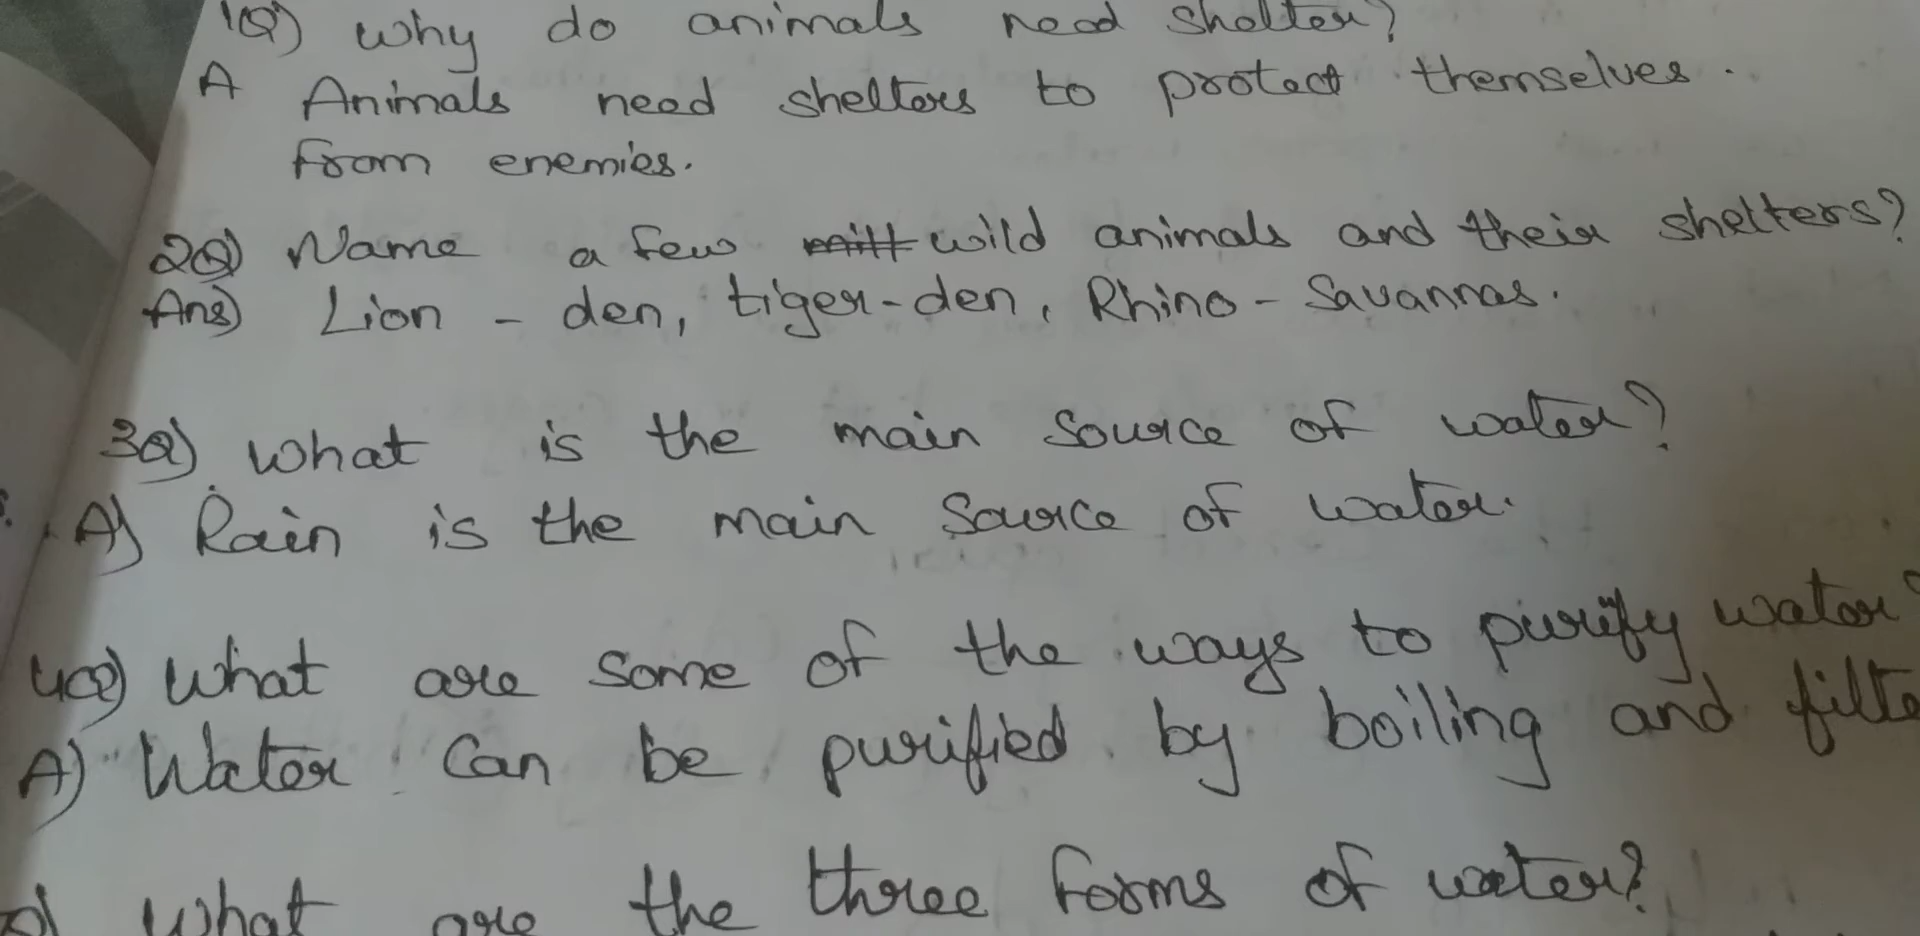 1Q) Why do animals need shelter?
A Animals need shelters to protect themselves.
from enemies.
2Q) Name a few wild animals and their shelters?
Ans) Lion - den, tiger-den, Rhino - Savannas.
3Q) What is the main source of water?
A) Rain is the main source of water.
4Q) What are some of the ways to purify water?
A) Water can be purified by boiling and filte
What are the three forms of water?